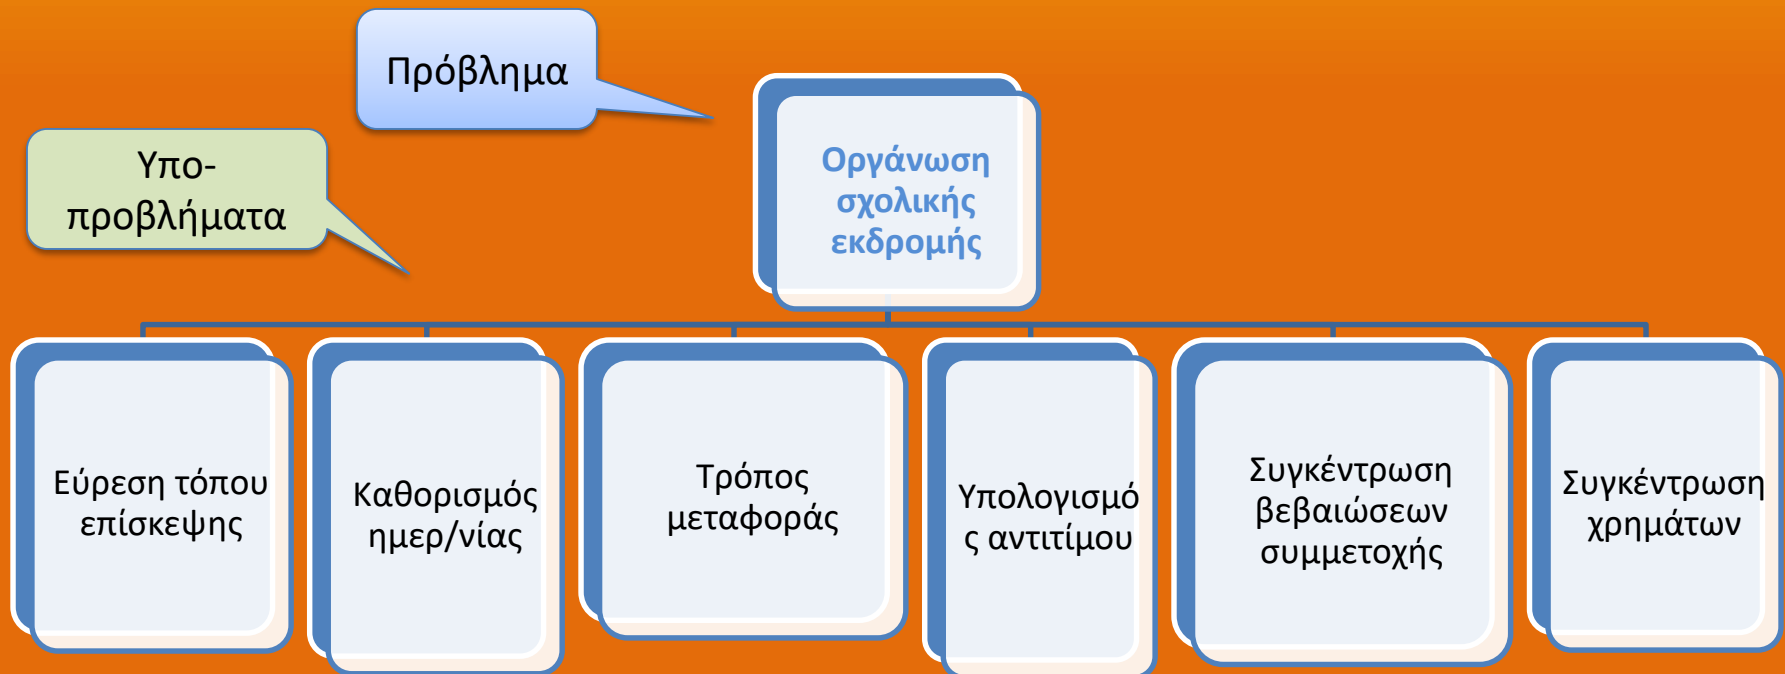 Πρόβλημα
Υπο-
προβλήματα
Οργάνωση
σχολικής
εκδρομής
Εύρεση τόπου
επίσκεψης
Καθορισμός
ημερ/νίας
Τρόπος
μεταφοράς
Υπολογισμό
ς αντιτίμου
Συγκέντρωση
βεβαιώσεων
συμμετοχής
Συγκέντρωση
χρημάτων